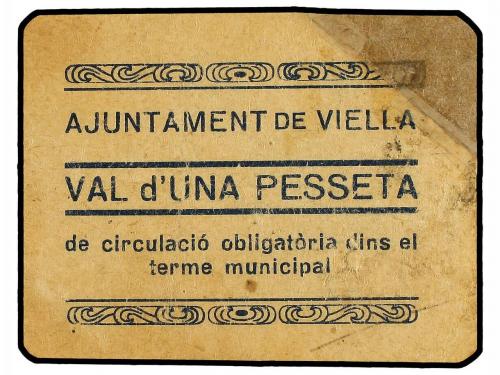 AJUNTAMENT DE VIELLA
VAL d'UNA PESSETA
de circulació obligatòria dins el
terme municipal